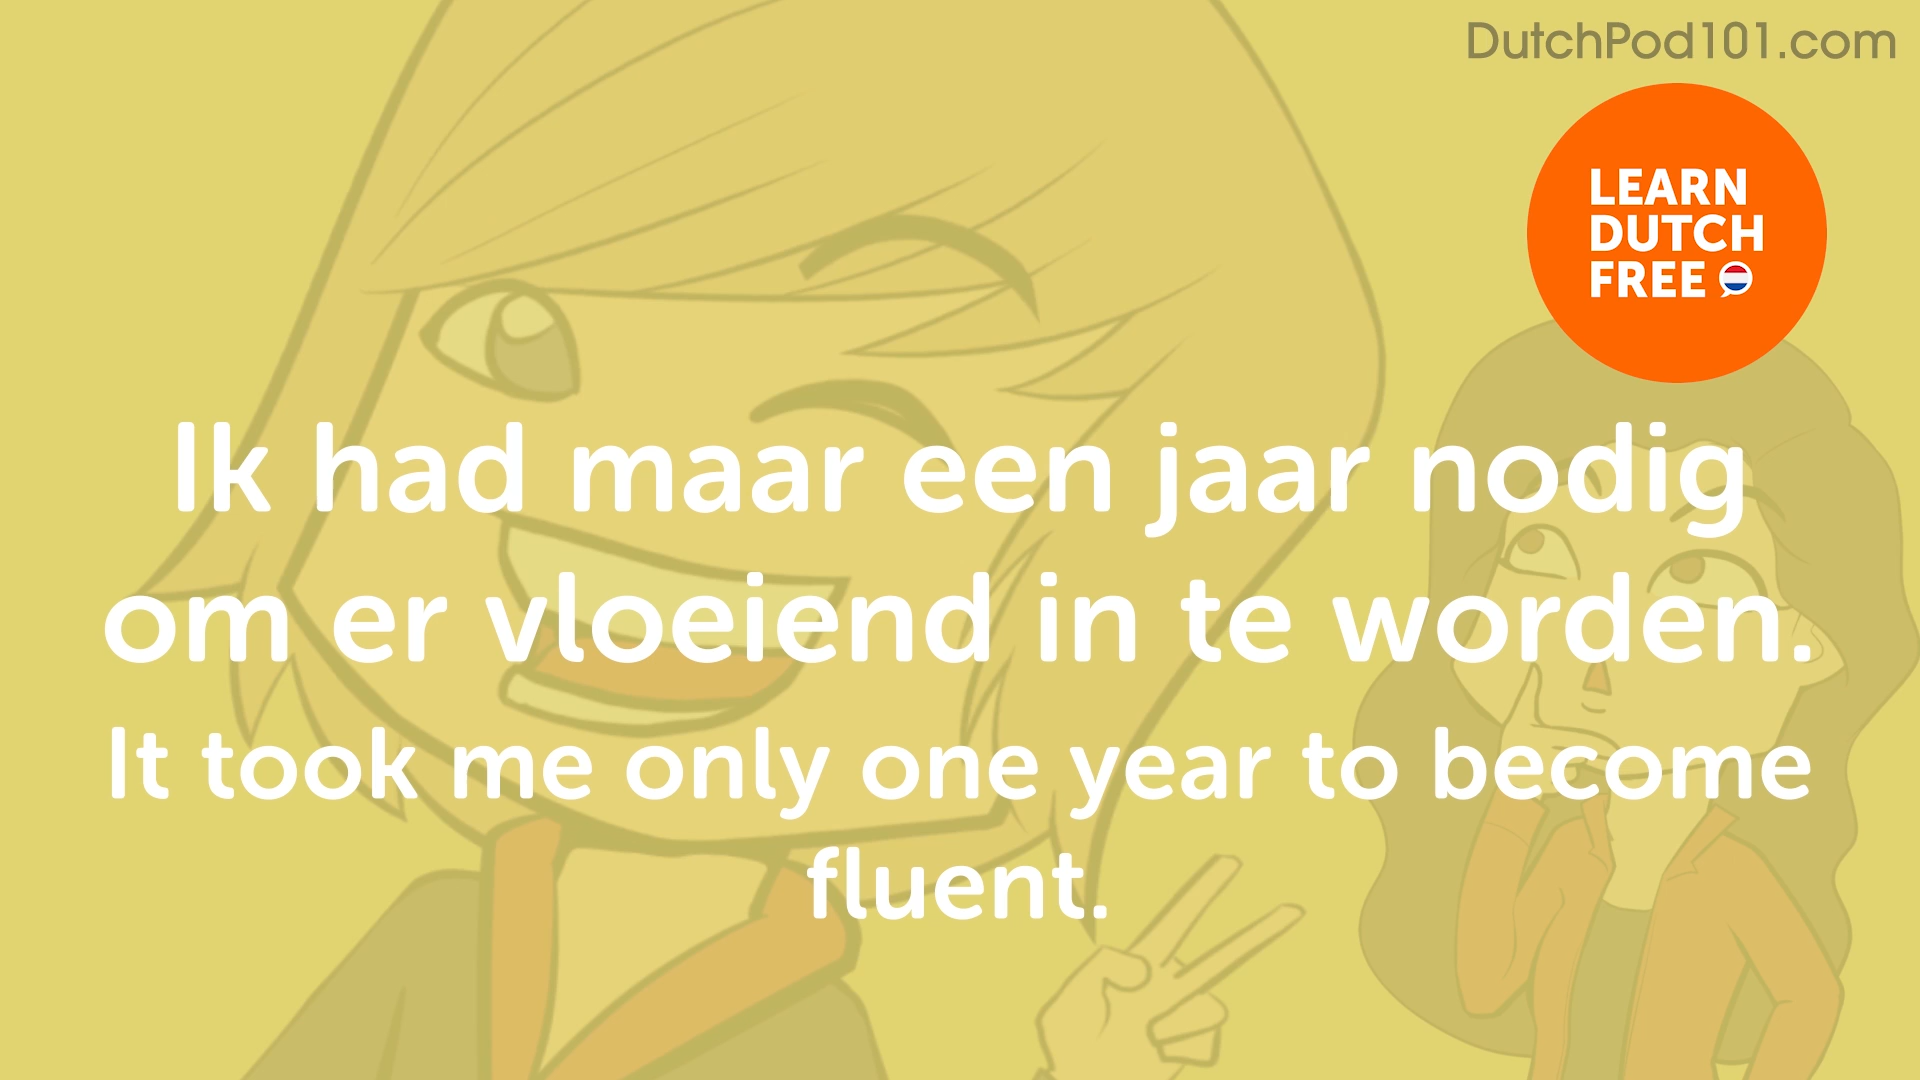 DutchPod101.com
LEARN
DUTCH
FREE
Ik had maar een jaar nodig
om er vloeiend in te worden.
It took me only one year to become
fluent.